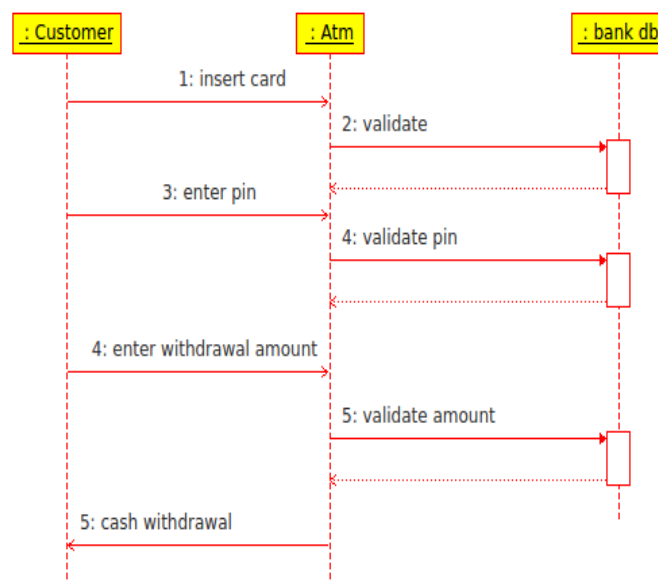 : Customer
: Atm
: bank db
1: insert card
2: validate
3: enter pin
4: validate pin
4: enter withdrawal amount
5: validate amount
5: cash withdrawal